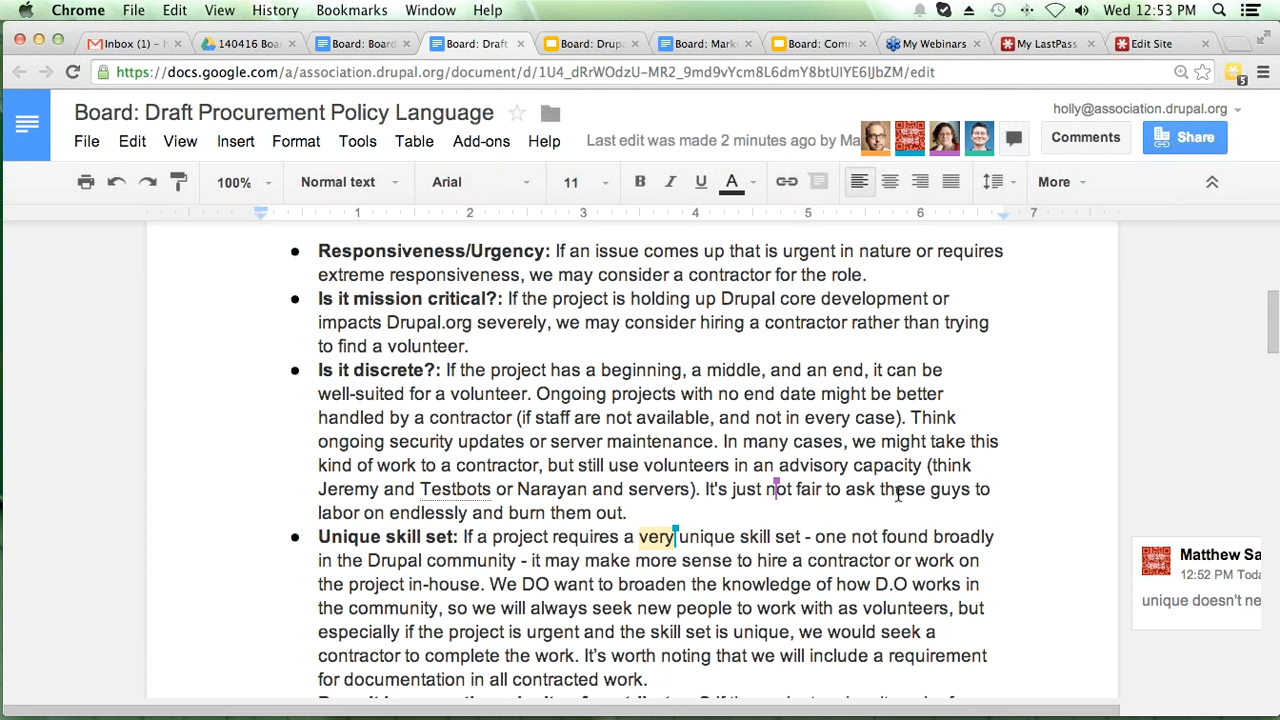 Chrome File Edit View History Bookmarks Window Help Wed 12:53 PM
Inbox (1) – h 140416 Boa Board: Boar Board: Draft Board: Drup Board: Mark Board: Com My Webinars My LastPass Edit Site
https://docs.google.com/a/association.drupal.org/document/d/1U4_dRrWOdzU-MR2_9md9vYcm8L6dmY8btUIYE6IJbZM/edit
5
Board: Draft Procurement Policy Language
holly@association.drupal.org
File Edit View Insert Format Tools Table Add-ons Help Last edit was made 2 minutes ago by Ma
Comments Share
100% Normal text Arial 11 B I U A More
1 2 3 4 5 6 7
● Responsiveness/Urgency: If an issue comes up that is urgent in nature or requires
extreme responsiveness, we may consider a contractor for the role.
● Is it mission critical?: If the project is holding up Drupal core development or
impacts Drupal.org severely, we may consider hiring a contractor rather than trying
to find a volunteer.
● Is it discrete?: If the project has a beginning, a middle, and an end, it can be
well-suited for a volunteer. Ongoing projects with no end date might be better
handled by a contractor (if staff are not available, and not in every case). Think
ongoing security updates or server maintenance. In many cases, we might take this
kind of work to a contractor, but still use volunteers in an advisory capacity (think
Jeremy and Testbots or Narayan and servers). It's just not fair to ask these guys to
labor on endlessly and burn them out.
● Unique skill set: If a project requires a very unique skill set - one not found broadly
in the Drupal community - it may make more sense to hire a contractor or work on
the project in-house. We DO want to broaden the knowledge of how D.O works in
the community, so we will always seek new people to work with as volunteers, but
especially if the project is urgent and the skill set is unique, we would seek a
contractor to complete the work. It's worth noting that we will include a requirement
for documentation in all contracted work.
Matthew Sa
12:52 PM Toda
unique doesn't ne